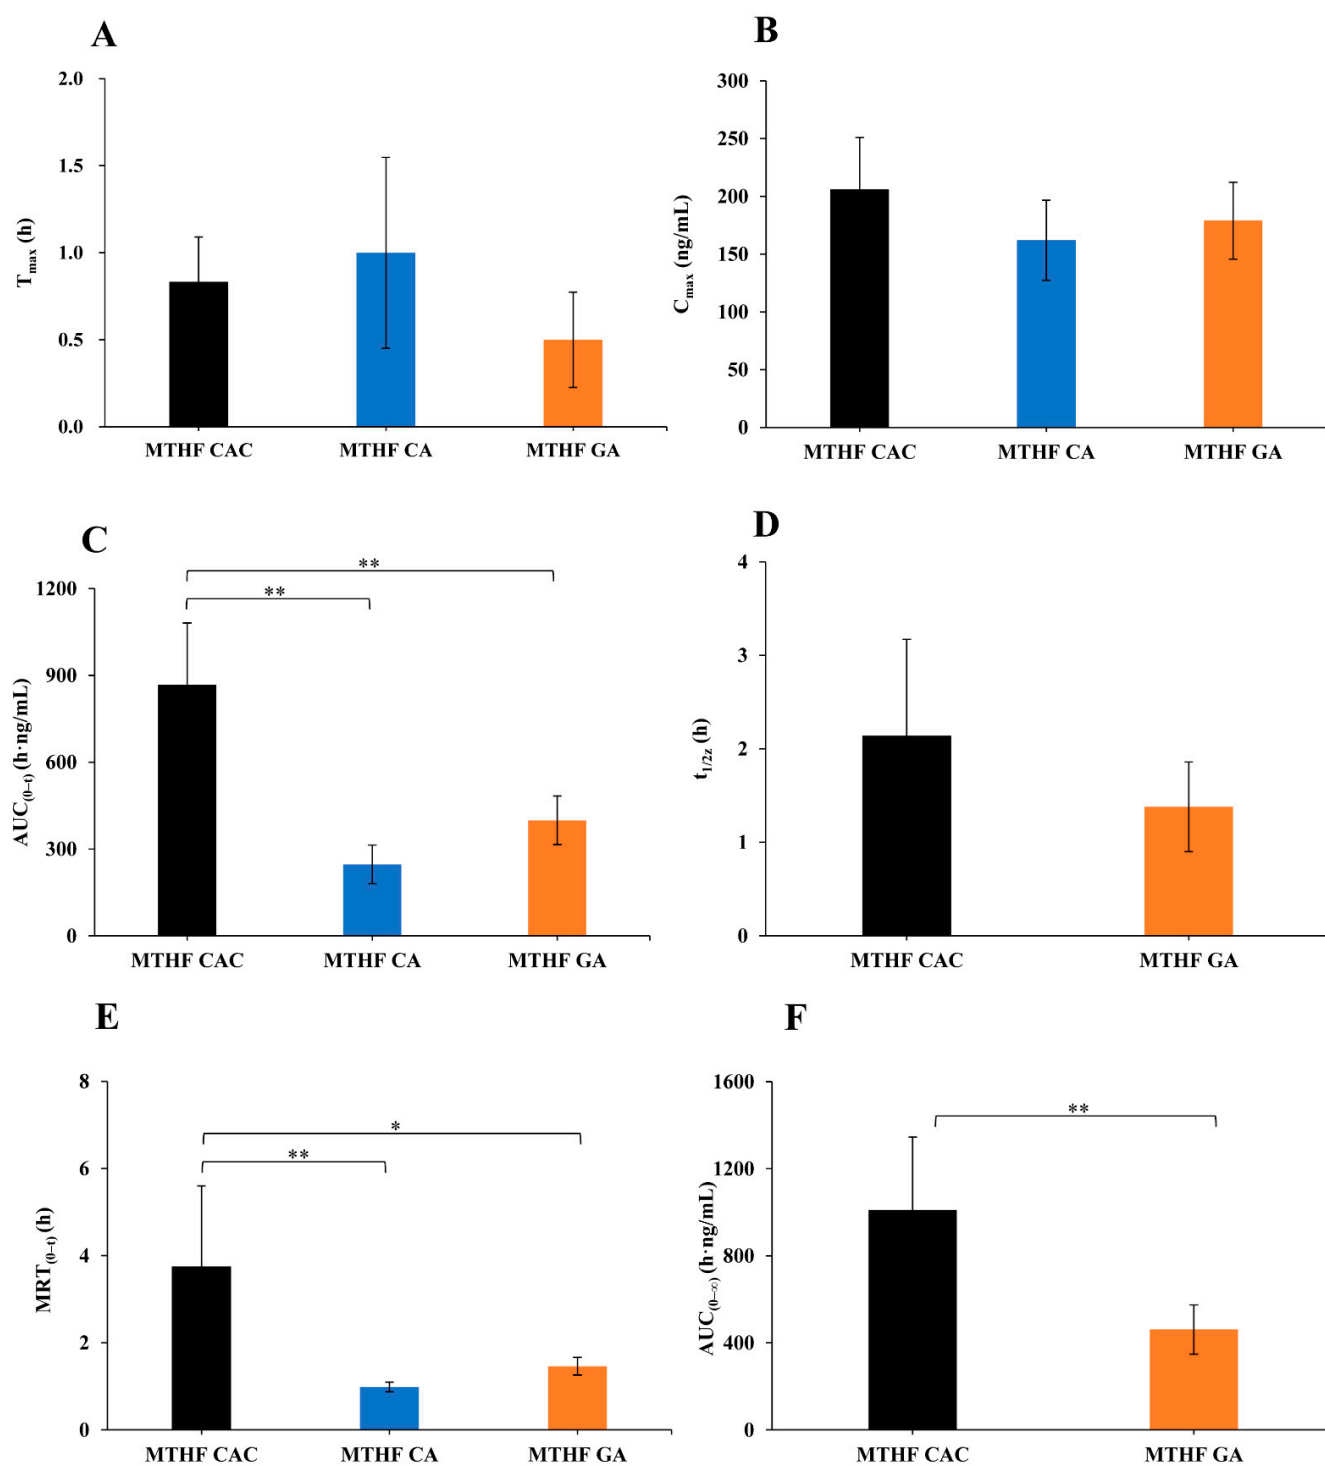 A
2.0
1.5
1.0
0.5
0.0
Tmax (h)
MTHF CAC MTHF CA MTHF GA
B
300
250
200
150
100
50
0
Cmax (ng/mL)
MTHF CAC MTHF CA MTHF GA
C
**
**
1200
900
600
300
0
AUC(0–t) (h·ng/mL)
MTHF CAC MTHF CA MTHF GA
D
4
3
2
1
0
t1/2z (h)
MTHF CAC MTHF GA
E
8
6
4
2
0
*
**
MRT(0–t) (h)
MTHF CAC MTHF CA MTHF GA
F
1600
1200
800
400
0
**
AUC(0–∞) (h·ng/mL)
MTHF CAC MTHF GA